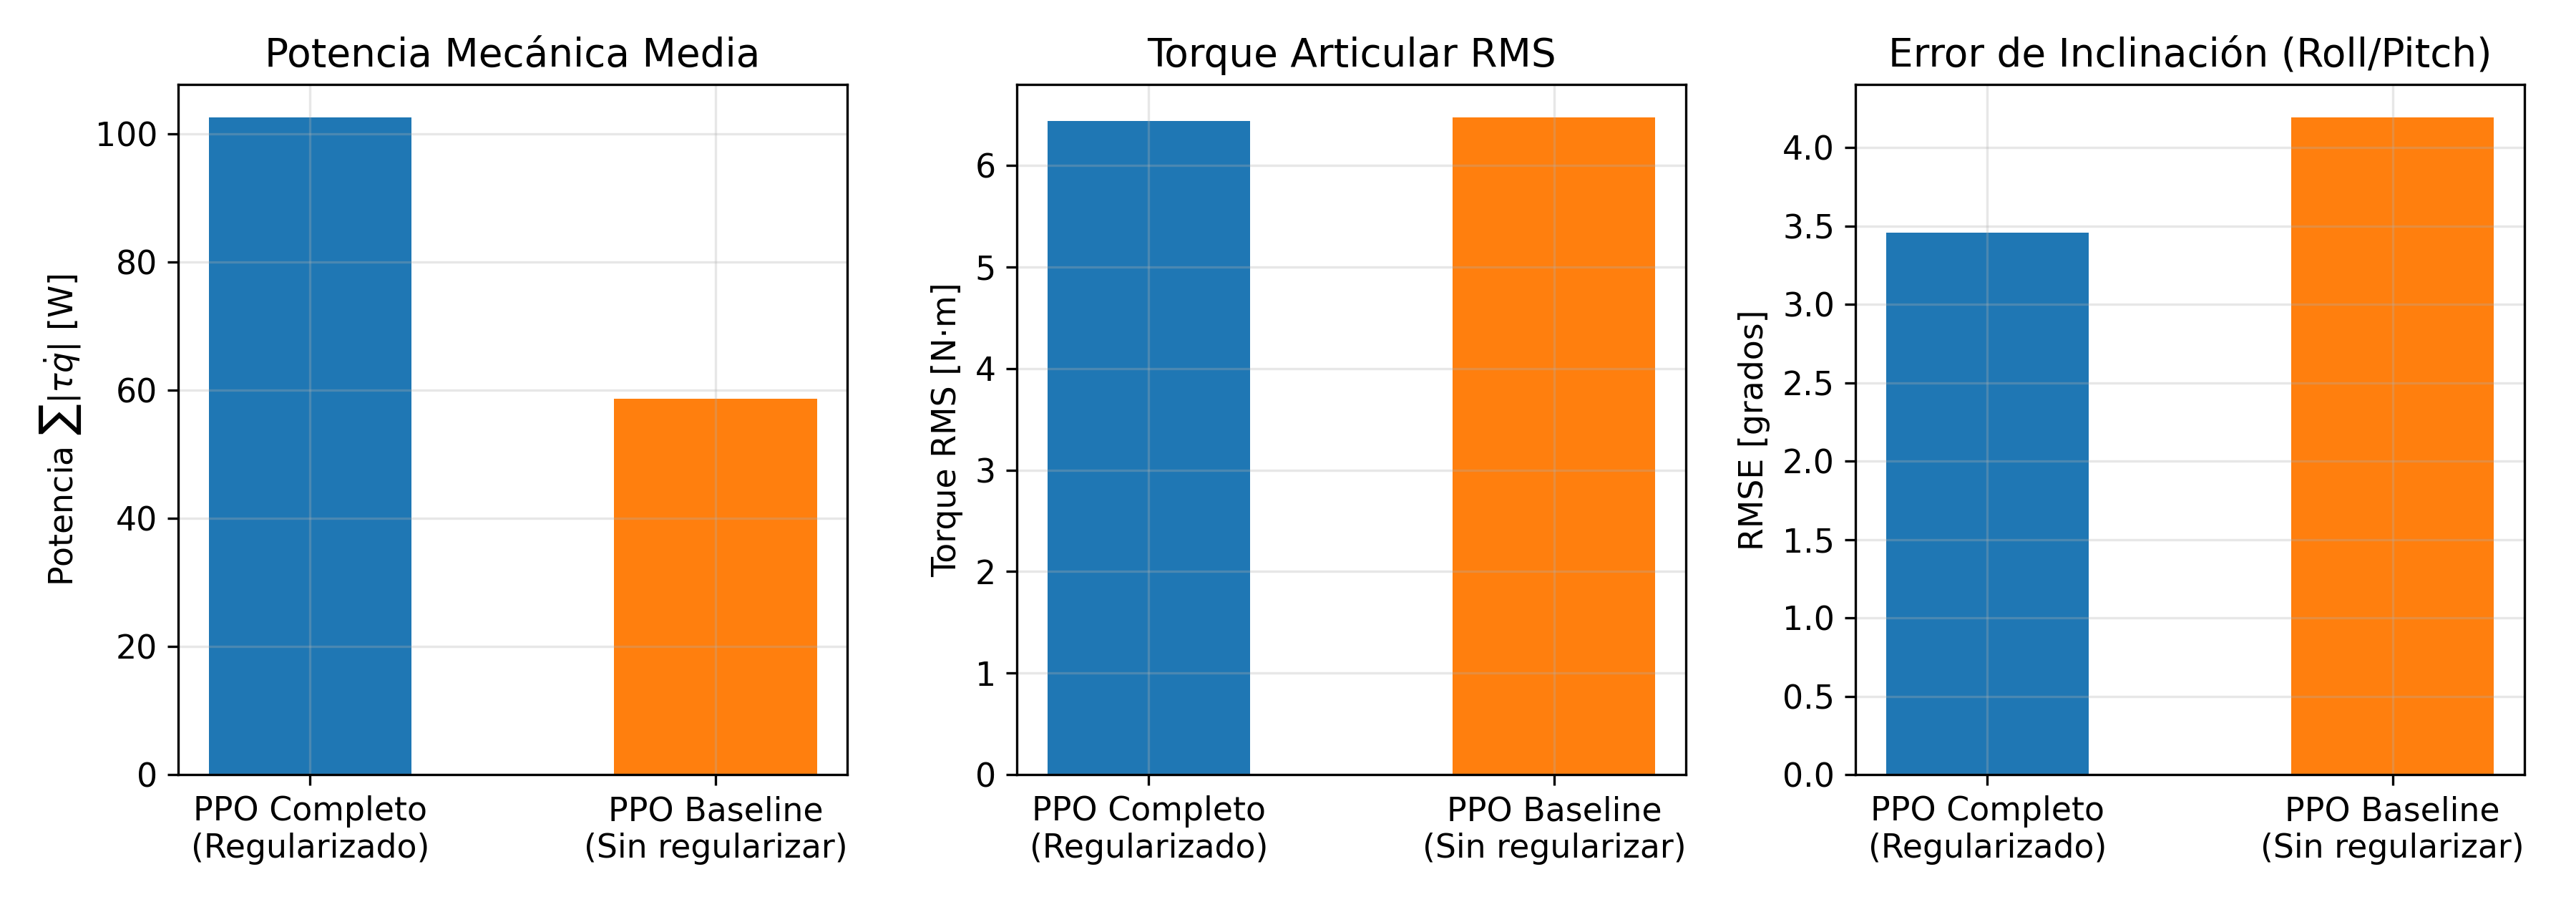 Potencia Mecánica Media
Potencia ∑|τq̇| [W]
100
80
60
40
20
0
PPO Completo
(Regularizado)
PPO Baseline
(Sin regularizar)
Torque Articular RMS
Torque RMS [N·m]
6
5
4
3
2
1
0
PPO Completo
(Regularizado)
PPO Baseline
(Sin regularizar)
Error de Inclinación (Roll/Pitch)
RMSE [grados]
4.0
3.5
3.0
2.5
2.0
1.5
1.0
0.5
0.0
PPO Completo
(Regularizado)
PPO Baseline
(Sin regularizar)